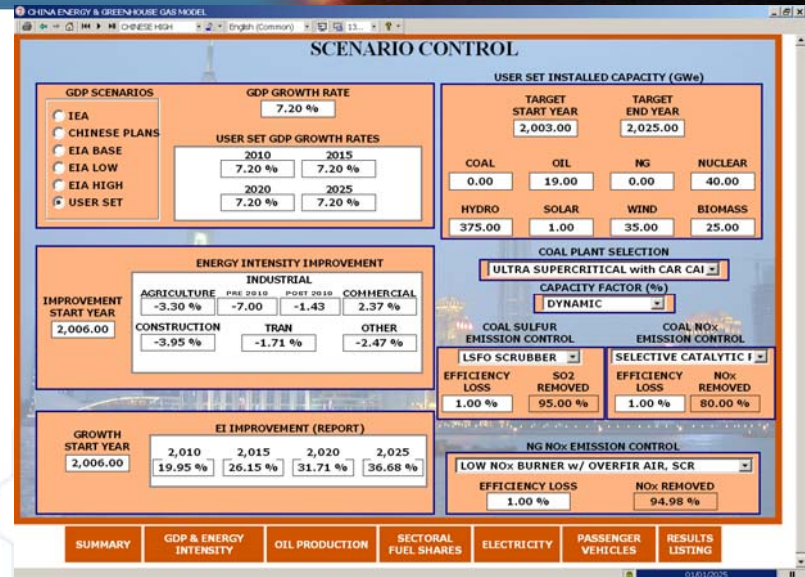 CHINA ENERGY & GREENHOUSE GAS MODEL
CHINESE HIGH English (Common) 13...
SCENARIO CONTROL
GDP SCENARIOS
IEA
CHINESE PLANS
EIA BASE
EIA LOW
EIA HIGH
USER SET
GDP GROWTH RATE
7.20 %
USER SET GDP GROWTH RATES
2010 2015
7.20 % 7.20 %
2020 2025
7.20 % 7.20 %
USER SET INSTALLED CAPACITY (GWe)
TARGET START YEAR TARGET END YEAR
2,003.00 2,025.00
COAL OIL NG NUCLEAR
0.00 19.00 0.00 40.00
HYDRO SOLAR WIND BIOMASS
375.00 1.00 35.00 25.00
ENERGY INTENSITY IMPROVEMENT
IMPROVEMENT
START YEAR
2,006.00
INDUSTRIAL
AGRICULTURE PRE 2010 POST 2010 COMMERCIAL
-3.30 % -7.00 -1.43 2.37 %
CONSTRUCTION TRAN OTHER
-3.95 % -1.71 % -2.47 %
COAL PLANT SELECTION
ULTRA SUPERCRITICAL with CAR CAI
CAPACITY FACTOR (%)
DYNAMIC
COAL SULFUR
EMISSION CONTROL
LSFO SCRUBBER
EFFICIENCY LOSS SO2 REMOVED
1.00 % 95.00 %
COAL NOx
EMISSION CONTROL
SELECTIVE CATALYTIC F
EFFICIENCY LOSS NOx REMOVED
1.00 % 80.00 %
GROWTH
START YEAR
2,006.00
EI IMPROVEMENT (REPORT)
2,010 2,015 2,020 2,025
19.95 % 26.15 % 31.71 % 36.68 %
NG NOx EMISSION CONTROL
LOW NOx BURNER w/ OVERFIR AIR, SCR
EFFICIENCY LOSS NOx REMOVED
1.00 % 94.98 %
SUMMARY
GDP & ENERGY
INTENSITY
OIL PRODUCTION
SECTORAL
FUEL SHARES
ELECTRICITY
PASSENGER
VEHICLES
RESULTS
LISTING
01/01/2025